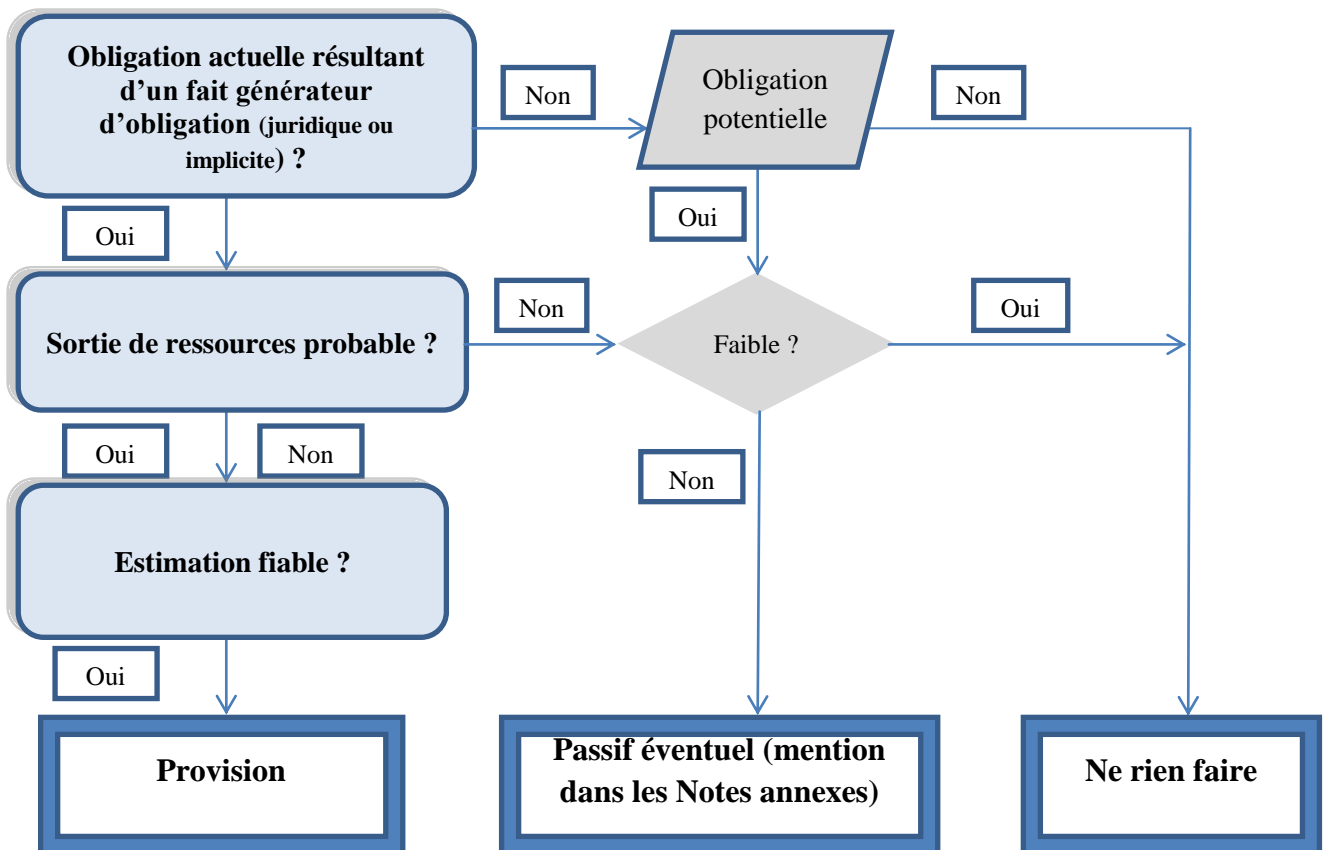 Obligation actuelle résultant
d’un fait générateur
d’obligation (juridique ou
implicite) ?
Non
Obligation
potentielle
Non
Oui
Oui
Sortie de ressources probable ?
Non
Faible ?
Oui
Oui
Non
Non
Estimation fiable ?
Oui
Provision
Passif éventuel (mention
dans les Notes annexes)
Ne rien faire